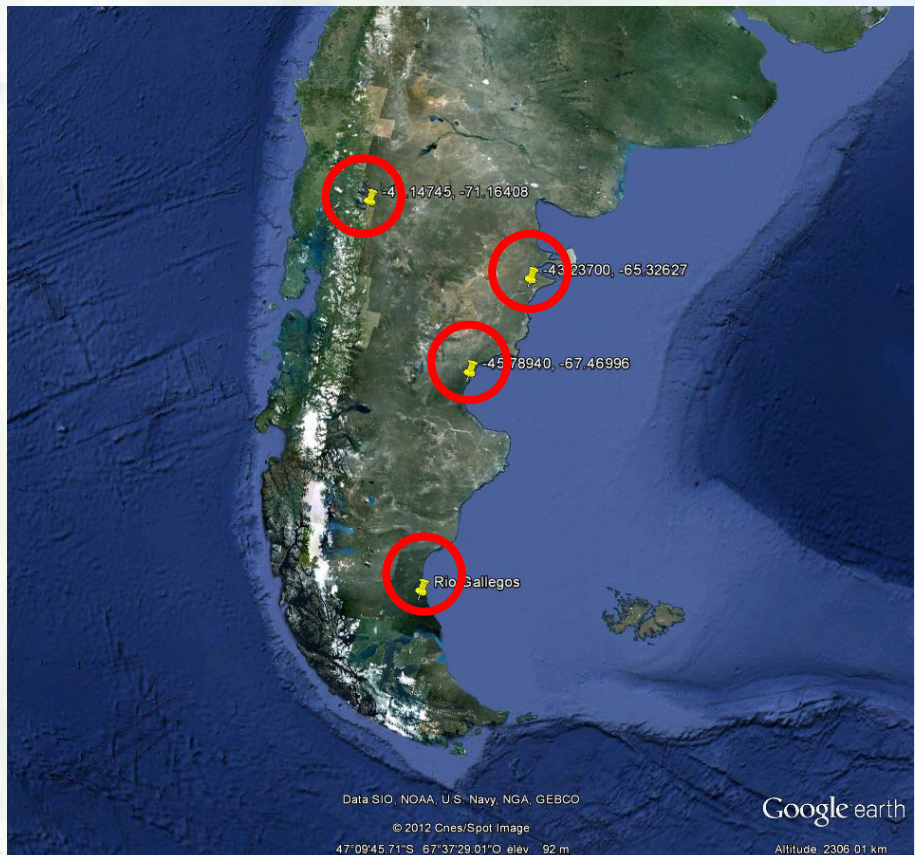 -41.14745, -71.16408
-43.23700, -65.32627
-45.78940, -67.46996
Rio Gallegos
Data SIO, NOAA, U.S. Navy, NGA, GEBCO
© 2012 Cnes/Spot Image
Google earth
47°09'45.71"S 67°37'29.01"O élév. 92 m
Altitude 2306.01 km